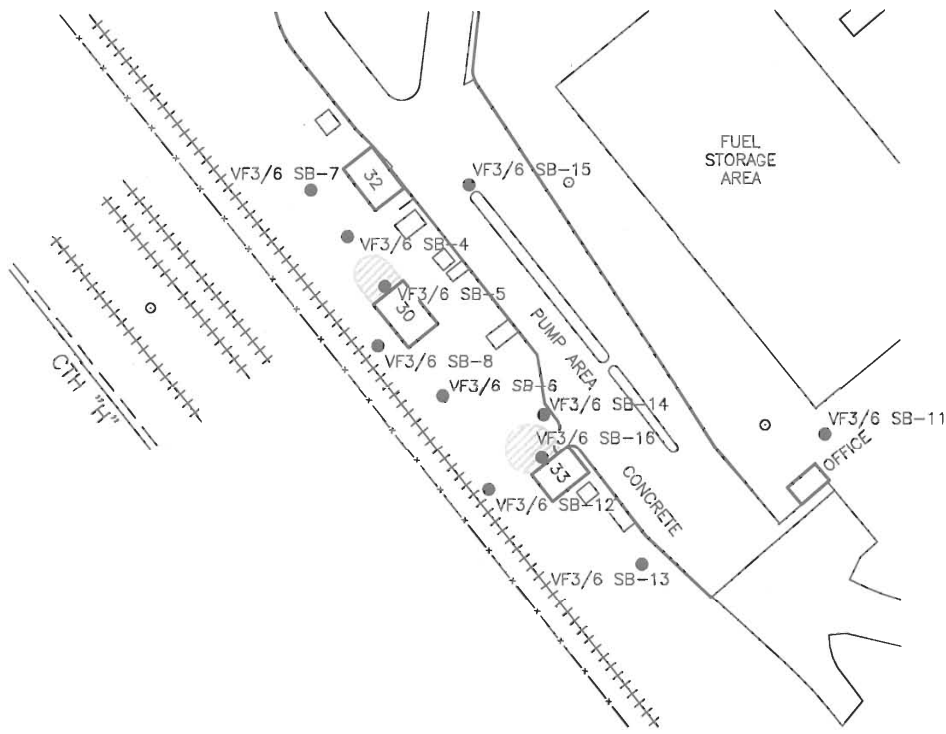 FUEL
STORAGE
AREA
VF3/6 SB-7
32
VF3/6 SB-15
VF3/6 SB-4
VF3/6 SB-5
30
PUMP AREA
VF3/6 SB-8
CTH "H"
VF3/6 SB-6
VF3/6 SB-14
VF3/6 SB-11
VF3/6 SB-16
OFFICE
33
CONCRETE
VF3/6 SB-12
VF3/6 SB-13